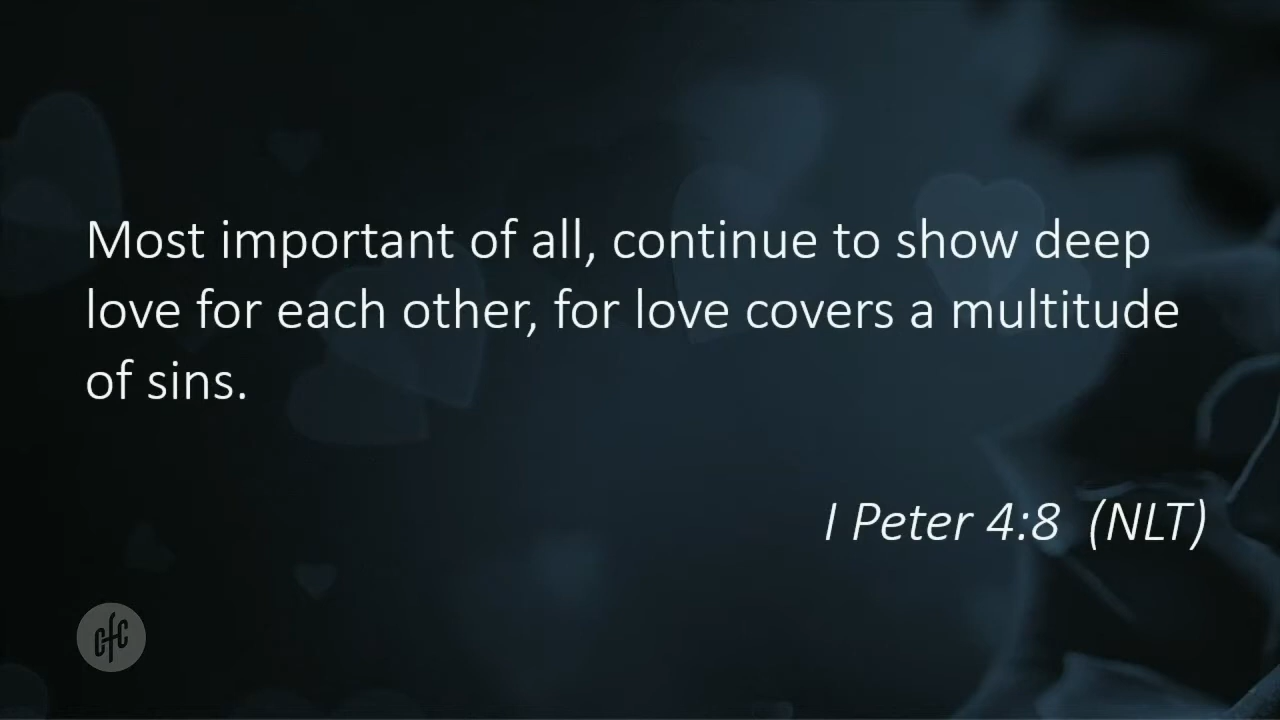 Most important of all, continue to show deep
love for each other, for love covers a multitude
of sins.
I Peter 4:8 (NLT)
cfc